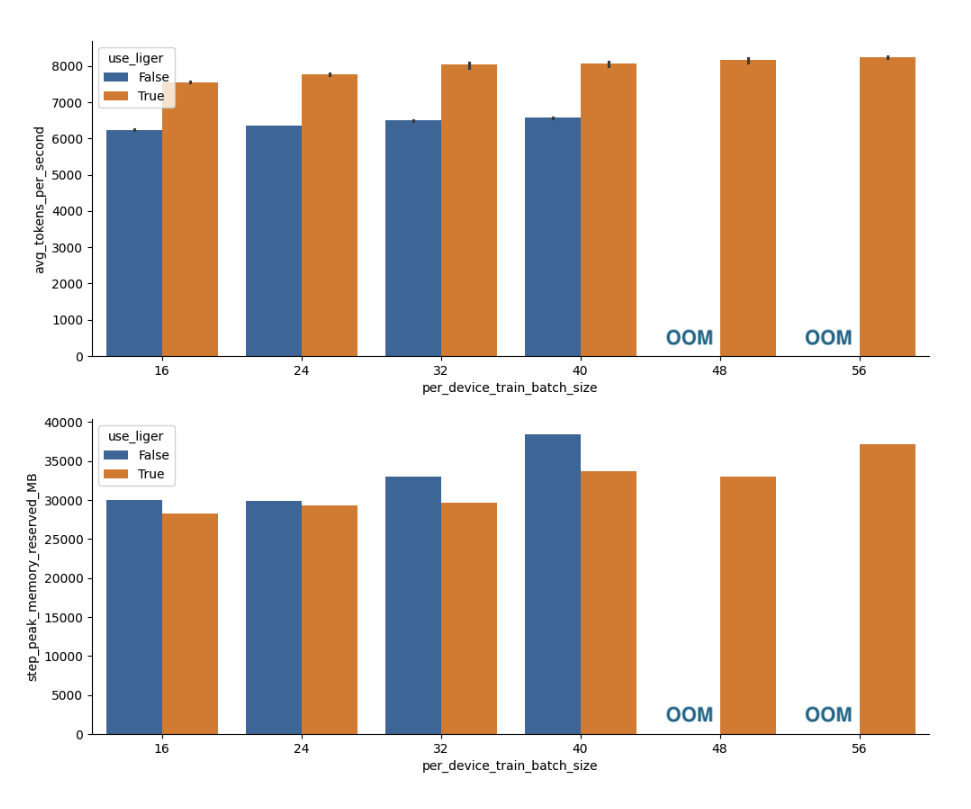 use_liger
False
True
8000
7000
6000
5000
4000
3000
2000
1000
0
avg_tokens_per_second
OOM
OOM
16
24
32
40
48
56
per_device_train_batch_size
use_liger
False
True
40000
35000
30000
25000
20000
15000
10000
5000
0
step_peak_memory_reserved_MB
OOM
OOM
16
24
32
40
48
56
per_device_train_batch_size